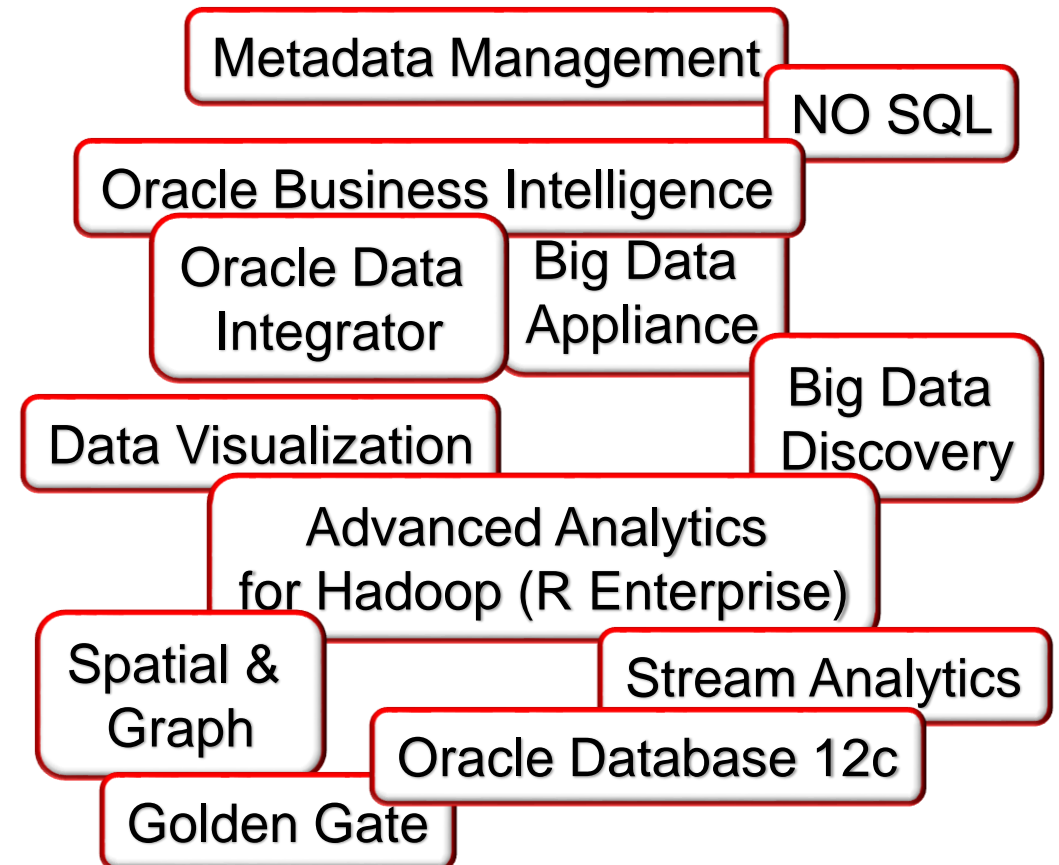 Metadata Management
NO SQL
Oracle Business Intelligence
Oracle Data
Integrator
Big Data
Appliance
Big Data
Discovery
Data Visualization
Advanced Analytics
for Hadoop (R Enterprise)
Spatial &
Graph
Stream Analytics
Oracle Database 12c
Golden Gate